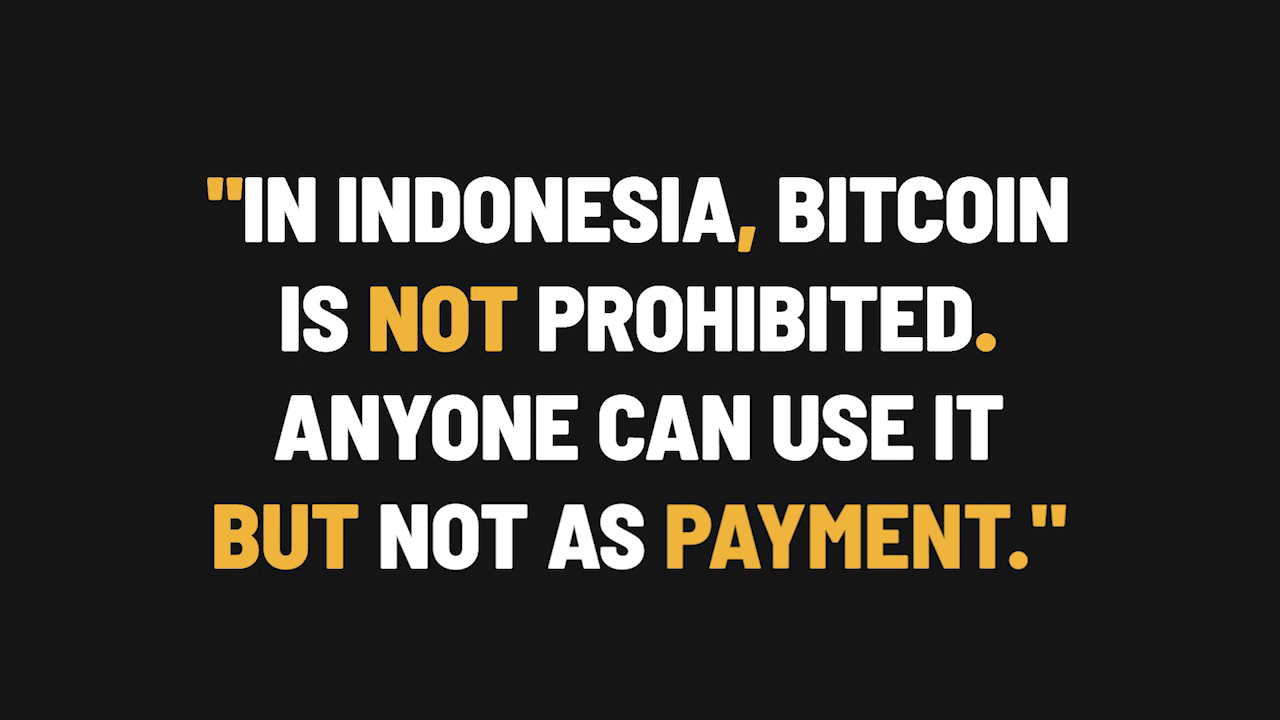 "IN INDONESIA, BITCOIN
IS NOT PROHIBITED.
ANYONE CAN USE IT
BUT NOT AS PAYMENT."